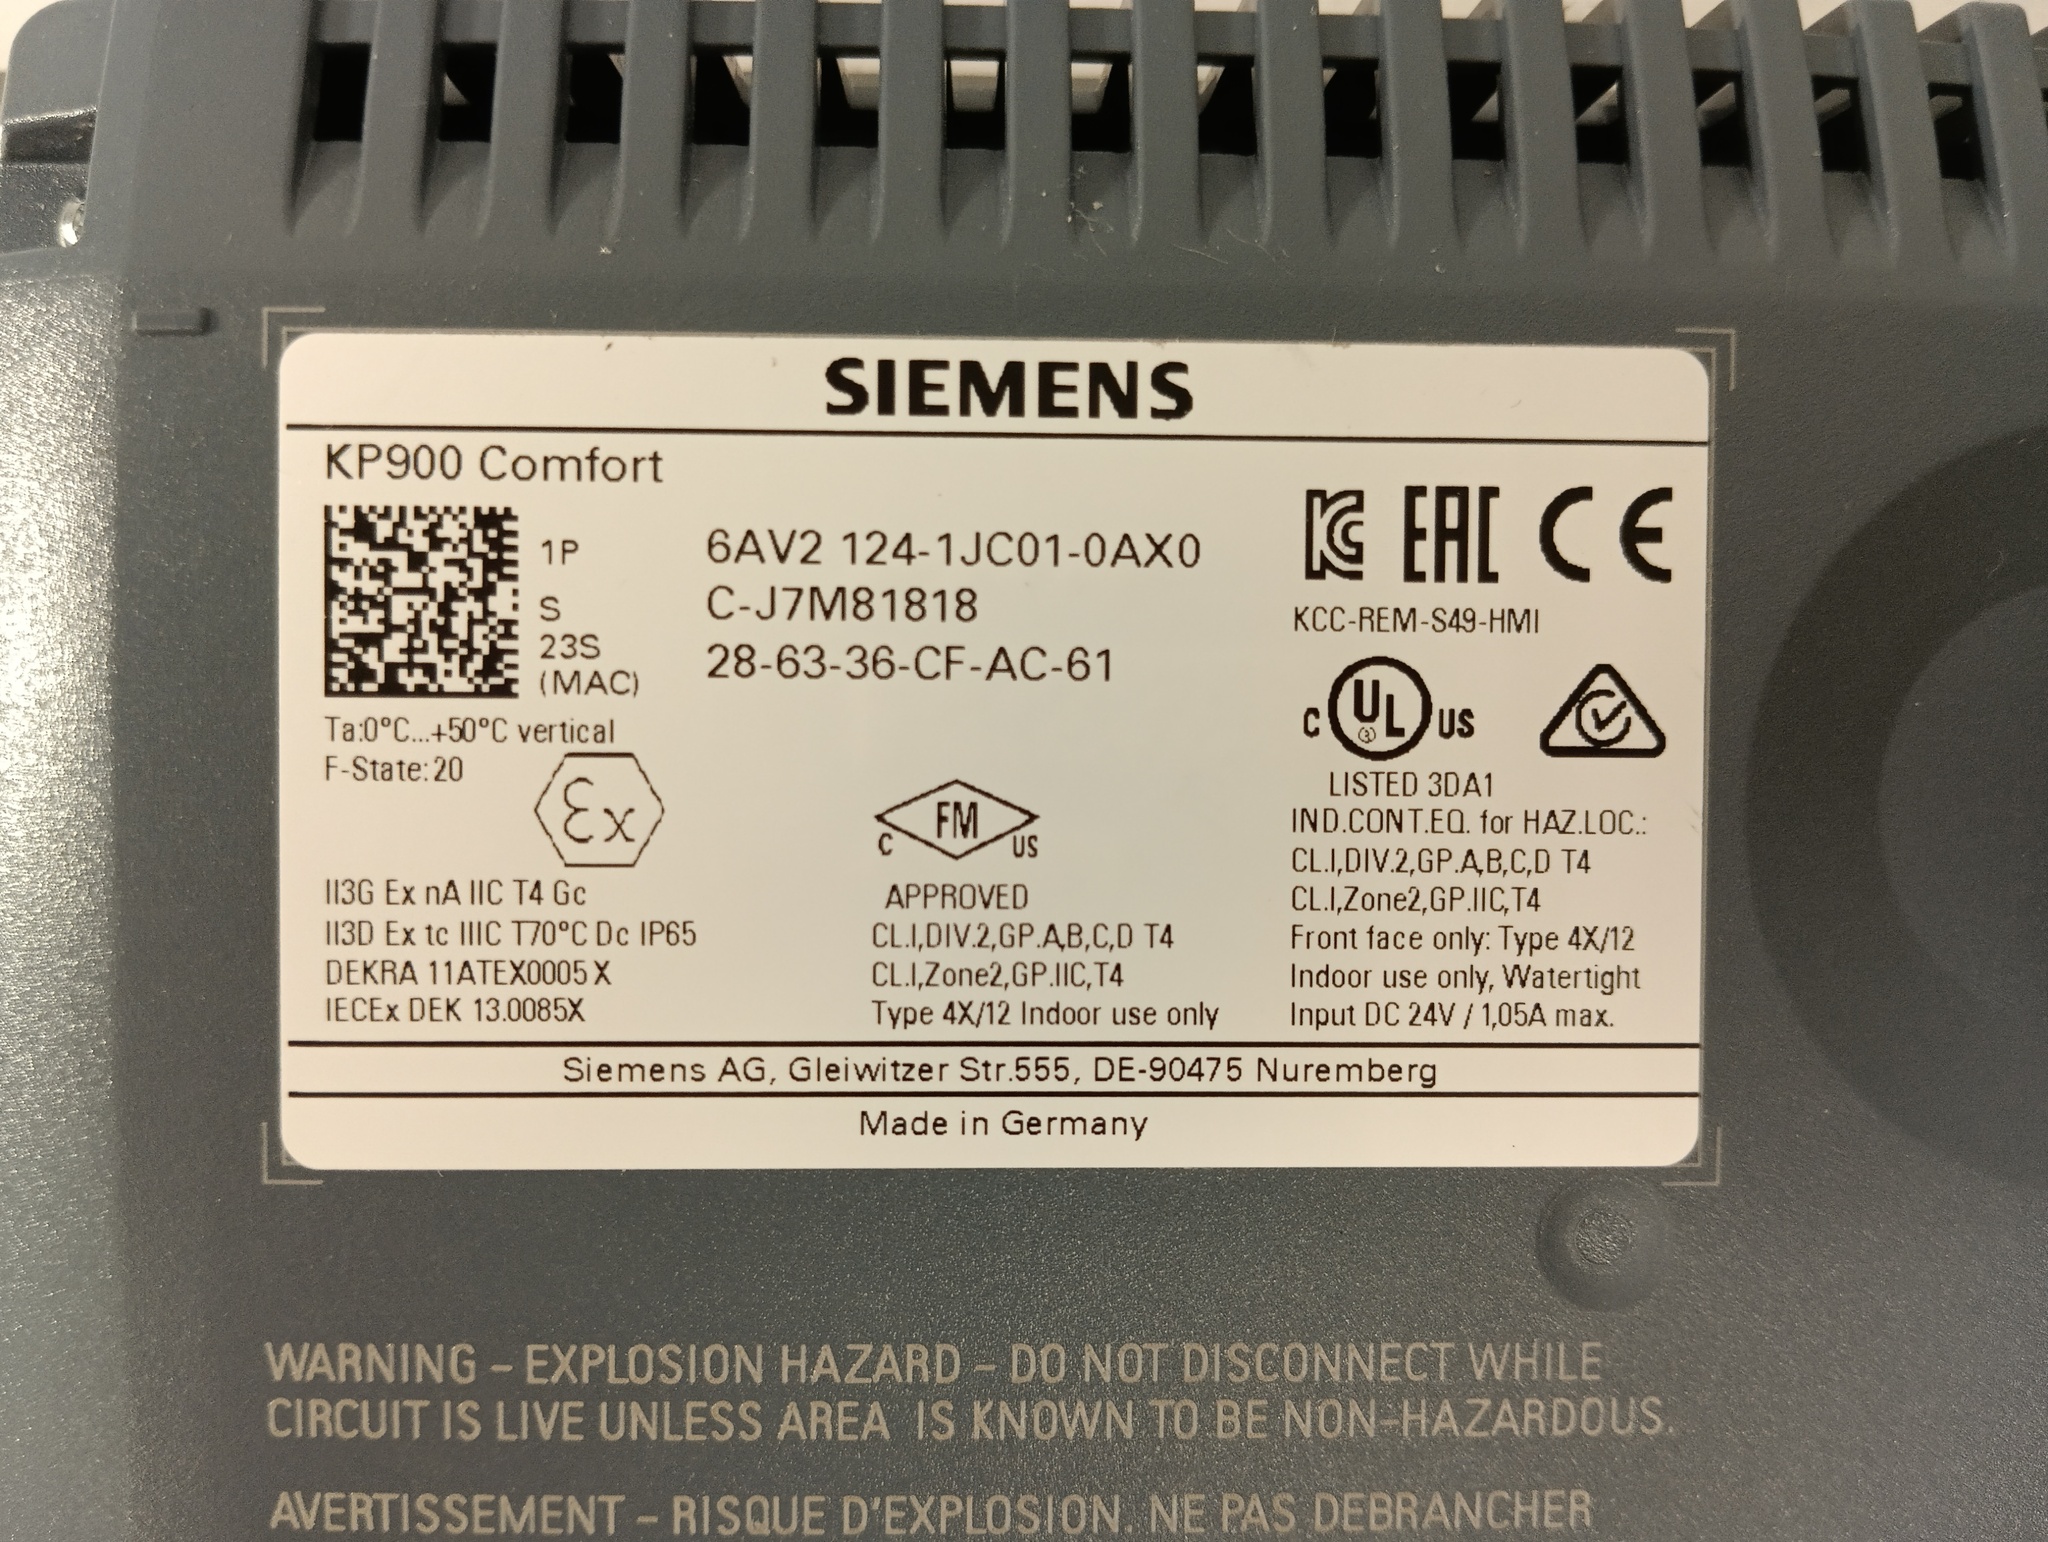 SIEMENS
KP900 Comfort
1P 6AV2 124-1JC01-0AX0
S C-J7M81818
23S
(MAC) 28-63-36-CF-AC-61
Ta:0°C...+50°C vertical
F-State:20
Ex
II3G Ex nA IIC T4 Gc
II3D Ex tc IIIC T70°C Dc IP65
DEKRA 11ATEX0005 X
IECEx DEK 13.0085X
C FM US
APPROVED
CL.I,DIV.2,GP.A,B,C,D T4
CL.I,Zone2,GP.IIC,T4
Type 4X/12 Indoor use only
KC EAC CE
KCC-REM-S49-HMI
C UL US
LISTED 3DA1
IND.CONT.EQ. for HAZ.LOC.:
CL.I,DIV.2,GP.A,B,C,D T4
CL.I,Zone2,GP.IIC,T4
Front face only: Type 4X/12
Indoor use only, Watertight
Input DC 24V / 1,05A max.
Siemens AG, Gleiwitzer Str.555, DE-90475 Nuremberg
Made in Germany
WARNING – EXPLOSION HAZARD – DO NOT DISCONNECT WHILE
CIRCUIT IS LIVE UNLESS AREA IS KNOWN TO BE NON-HAZARDOUS.
AVERTISSEMENT – RISQUE D'EXPLOSION. NE PAS DEBRANCHER